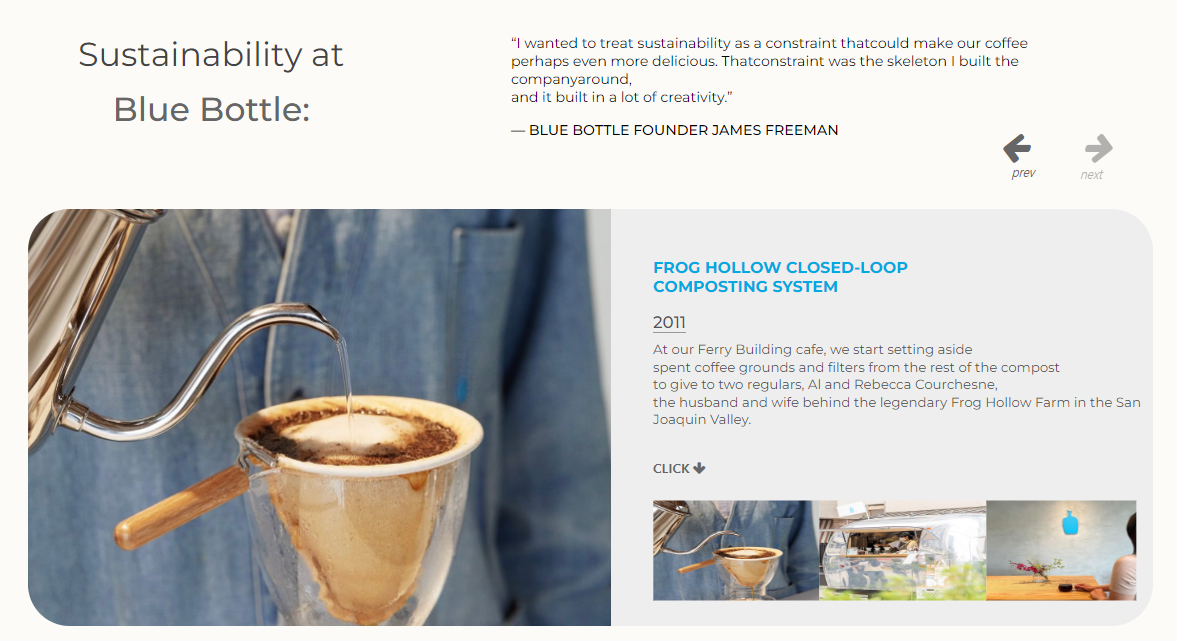 Sustainability at
Blue Bottle:
“I wanted to treat sustainability as a constraint thatcould make our coffee
perhaps even more delicious. Thatconstraint was the skeleton I built the
companyaround,
and it built in a lot of creativity.”
— BLUE BOTTLE FOUNDER JAMES FREEMAN
prev
next
FROG HOLLOW CLOSED-LOOP
COMPOSTING SYSTEM
2011
At our Ferry Building cafe, we start setting aside
spent coffee grounds and filters from the rest of the compost
to give to two regulars, Al and Rebecca Courchesne,
the husband and wife behind the legendary Frog Hollow Farm in the San
Joaquin Valley.
CLICK